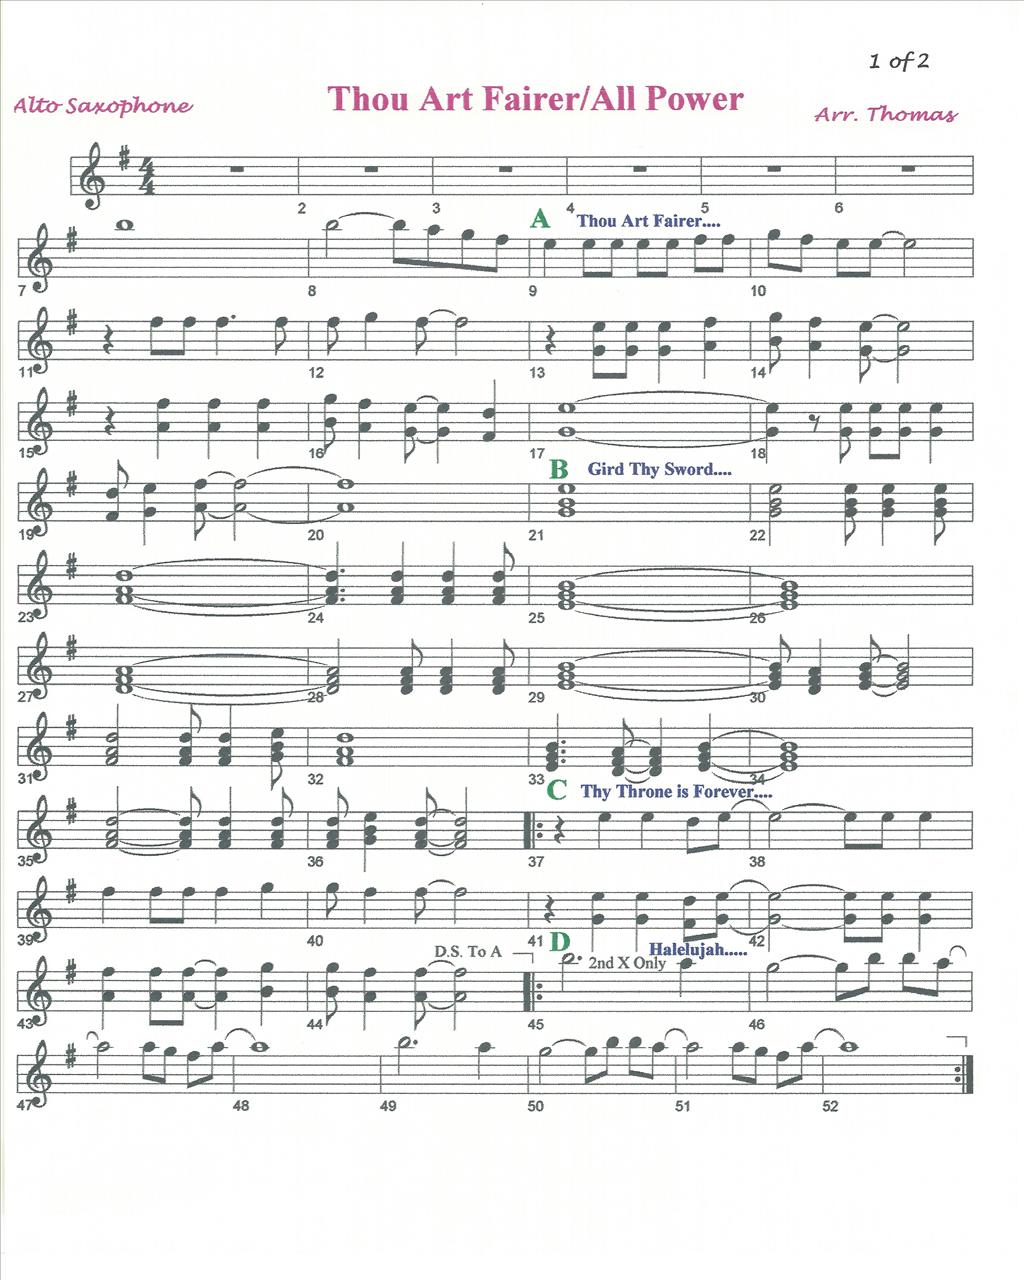 1 of 2
Thou Art Fairer/All Power
Alto Saxophone
Arr. Thomas
4 4
2 3 4 5 6
A Thou Art Fairer....
7 8 9 10
11 12 13 14
15 16 17 18
B Gird Thy Sword....
19 20 21 22
23 24 25 26
27 28 29 30
31 32 33 34
C Thy Throne is Forever....
35 36 37 38
39 40 41 42
D.S. To A D 2nd X Only Halelujah.....
43 44 45 46
47 48 49 50 51 52